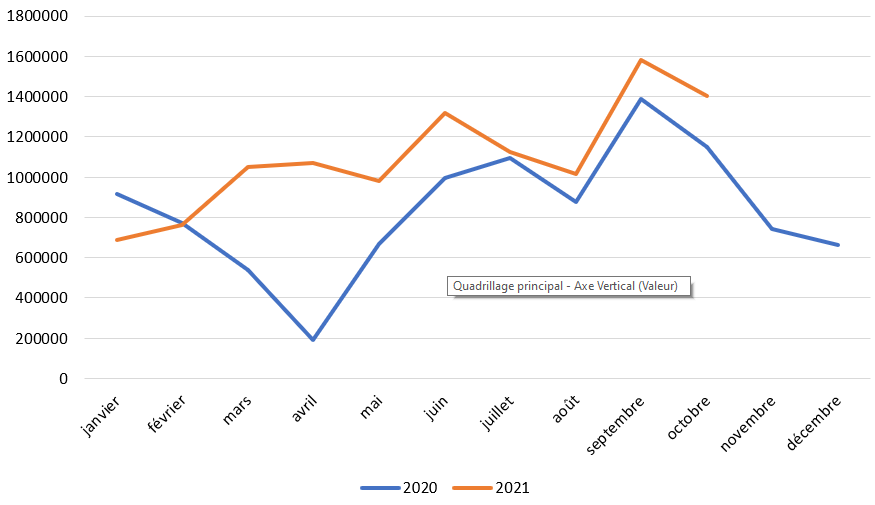 1800000
1600000
1400000
1200000
1000000
800000
600000
400000
200000
0
Quadrillage principal - Axe Vertical (Valeur)
janvier
février
mars
avril
mai
juin
juillet
août
septembre
octobre
novembre
décembre
2020 2021